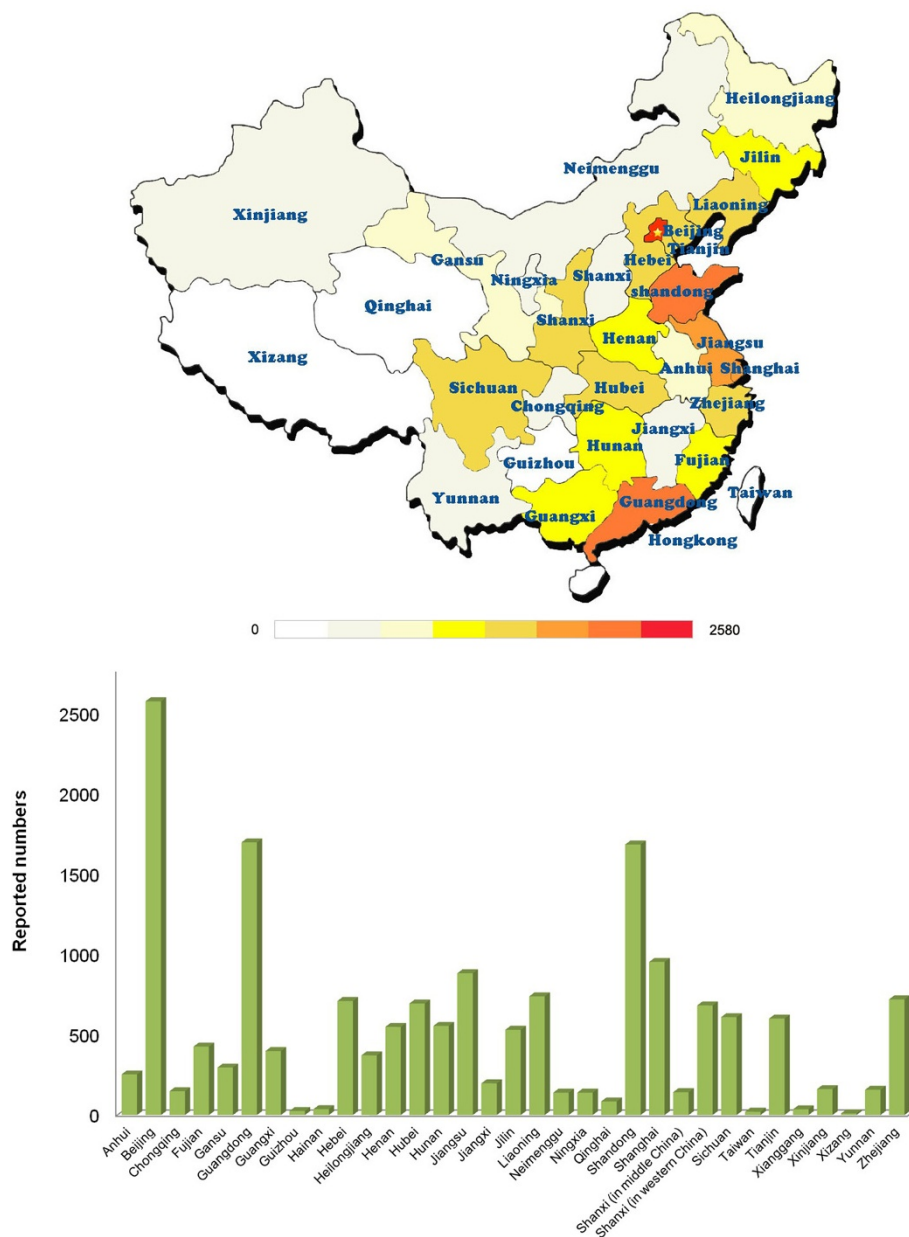 Heilongjiang
Jilin
Neimenggu
Liaoning
Xinjiang
Beijing
Tianjin
Gansu
Hebei
Ningxia
Shanxi
shandong
Qinghai
Shanxi
Henan
Jiangsu
Xizang
Anhui
Shanghai
Sichuan
Hubei
Chongqing
Zhejiang
Jiangxi
Hunan
Guizhou
Fujian
Yunnan
Taiwan
Guangdong
Guangxi
Hongkong
0
2580
Reported numbers
2500
2000
1500
1000
500
0
Anhui
Beijing
Chongqing
Fujian
Gansu
Guangdong
Guangxi
Guizhou
Hainan
Hebei
Heilongjiang
Henan
Hubei
Hunan
Jiangsu
Jiangxi
Jilin
Liaoning
Neimenggu
Ningxia
Qinghai
Shandong
Shanghai
Shanxi (in middle China)
Shanxi (in western China)
Sichuan
Taiwan
Tianjin
Xianggang
Xinjiang
Xizang
Yunnan
Zhejiang